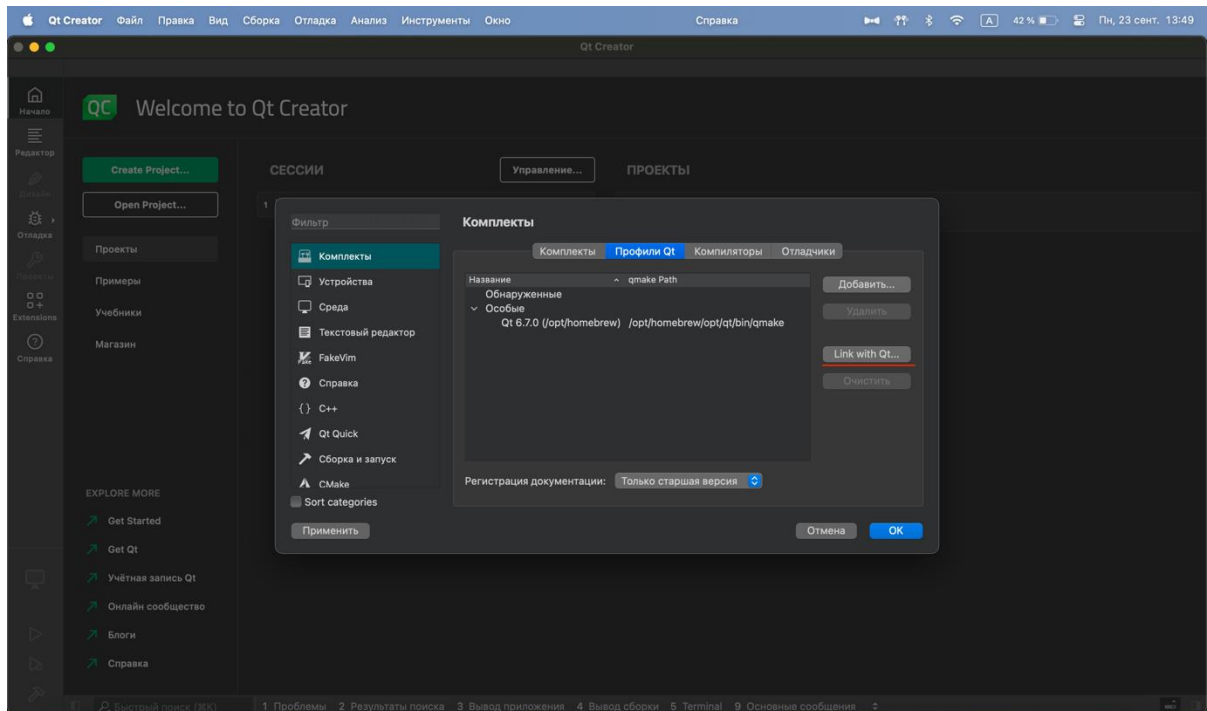 Qt Creator Файл Правка Вид Сборка Отладка Анализ Инструменты Окно Справка A 42 % Пн, 23 сент. 13:49
Qt Creator
Начало
Редактор
Дизайн
Отладка
Проекты
Extensions
Справка
QC Welcome to Qt Creator
Create Project...
Open Project...
Проекты
Примеры
Учебники
Магазин
СЕССИИ
Управление...
ПРОЕКТЫ
1
Фильтр
Комплекты
Устройства
Среда
Текстовый редактор
FakeVim
Справка
{} C++
Qt Quick
Сборка и запуск
CMake
Sort categories
Применить
Комплекты
Комплекты Профили Qt Компиляторы Отладчики
Название qmake Path
Обнаруженные
Особые
Qt 6.7.0 (/opt/homebrew) /opt/homebrew/opt/qt/bin/qmake
Добавить...
Удалить
Link with Qt...
Очистить
Регистрация документации: Только старшая версия
Отмена OK
EXPLORE MORE
Get Started
Get Qt
Учётная запись Qt
Онлайн сообщество
Блоги
Справка
Быстрый поиск (⌘K) 1 Проблемы 2 Результаты поиска 3 Вывод приложения 4 Вывод сборки 5 Terminal 9 Основные сообщения